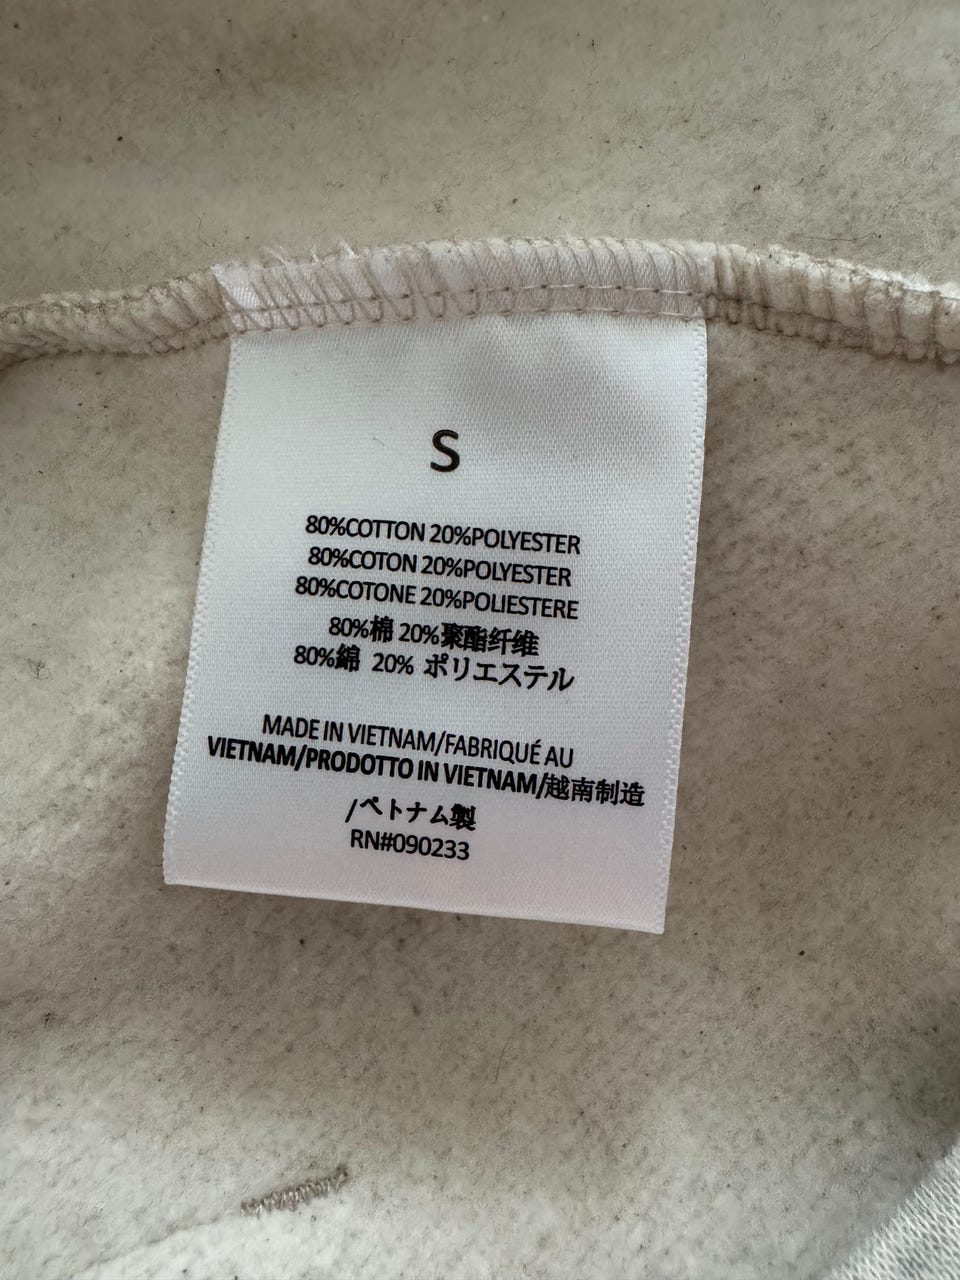 S
80%COTTON 20%POLYESTER
80%COTON 20%POLYESTER
80%COTONE 20%POLIESTERE
80%棉 20%聚酯纤维
80%綿 20% ポリエステル
MADE IN VIETNAM/FABRIQUÉ AU
VIETNAM/PRODOTTO IN VIETNAM/越南制造
/ベトナム製
RN#090233